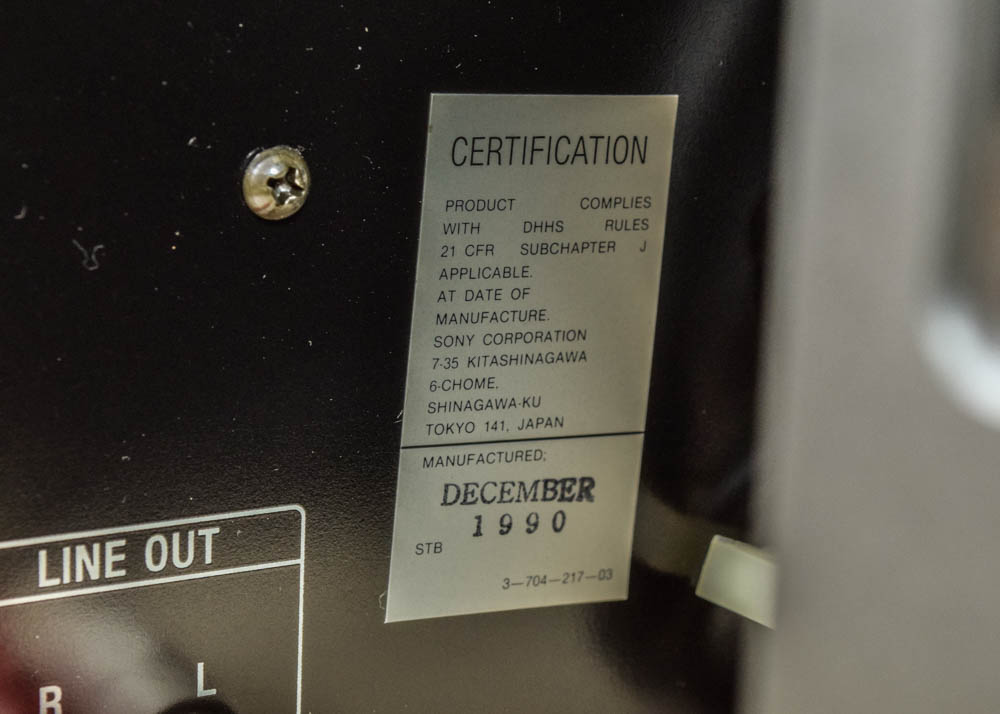 CERTIFICATION
PRODUCT COMPLIES
WITH DHHS RULES
21 CFR SUBCHAPTER J
APPLICABLE.
AT DATE OF
MANUFACTURE.
SONY CORPORATION
7-35 KITASHINAGAWA
6-CHOME,
SHINAGAWA-KU
TOKYO 141, JAPAN
MANUFACTURED;
DECEMBER
1990
STB
3-704-217-03
LINE OUT
R L